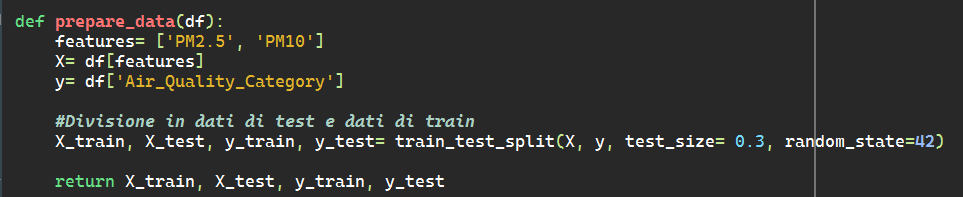 def prepare_data(df):
    features= ['PM2.5', 'PM10']
    X= df[features]
    y= df['Air_Quality_Category']
    #Divisione in dati di test e dati di train
    X_train, X_test, y_train, y_test= train_test_split(X, y, test_size= 0.3, random_state=42)
    return X_train, X_test, y_train, y_test